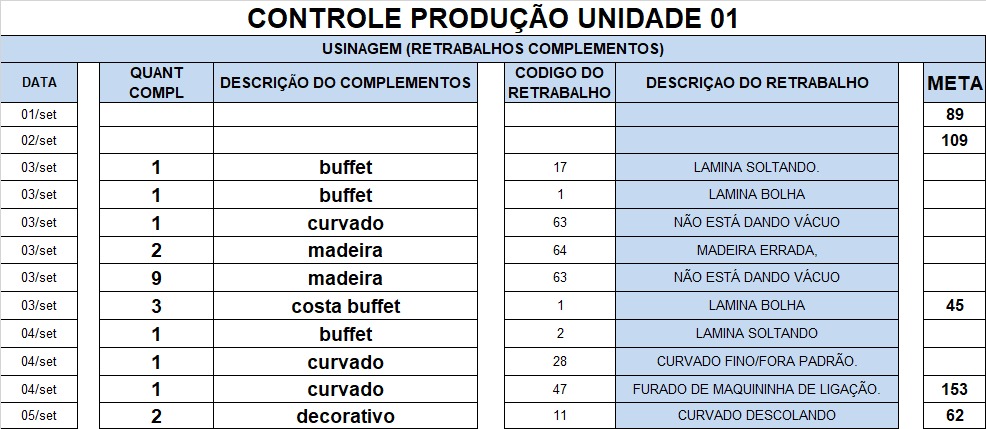 CONTROLE PRODUÇÃO UNIDADE 01
USINAGEM (RETRABALHOS COMPLEMENTOS)
DATA QUANT COMPL DESCRIÇÃO DO COMPLEMENTOS CODIGO DO RETRABALHO DESCRIÇAO DO RETRABALHO META
01/set 89
02/set 109
03/set 1 buffet 17 LAMINA SOLTANDO.
03/set 1 buffet 1 LAMINA BOLHA
03/set 1 curvado 63 NÃO ESTÁ DANDO VÁCUO
03/set 2 madeira 64 MADEIRA ERRADA,
03/set 9 madeira 63 NÃO ESTÁ DANDO VÁCUO
03/set 3 costa buffet 1 LAMINA BOLHA 45
04/set 1 buffet 2 LAMINA SOLTANDO
04/set 1 curvado 28 CURVADO FINO/FORA PADRÃO.
04/set 1 curvado 47 FURADO DE MAQUININHA DE LIGAÇÃO. 153
05/set 2 decorativo 11 CURVADO DESCOLANDO 62